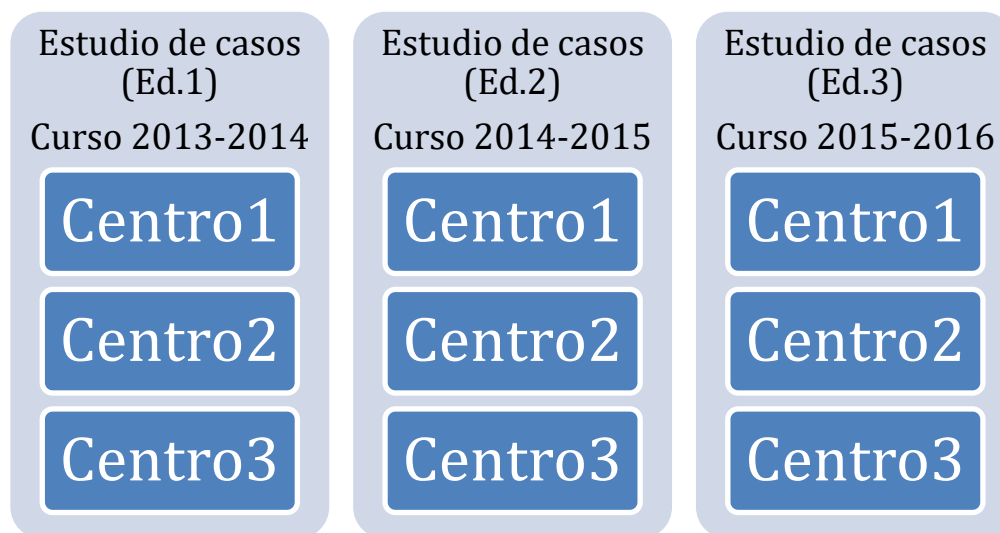 Estudio de casos
(Ed.1)
Curso 2013-2014
Centro1
Centro2
Centro3
Estudio de casos
(Ed.2)
Curso 2014-2015
Centro1
Centro2
Centro3
Estudio de casos
(Ed.3)
Curso 2015-2016
Centro1
Centro2
Centro3